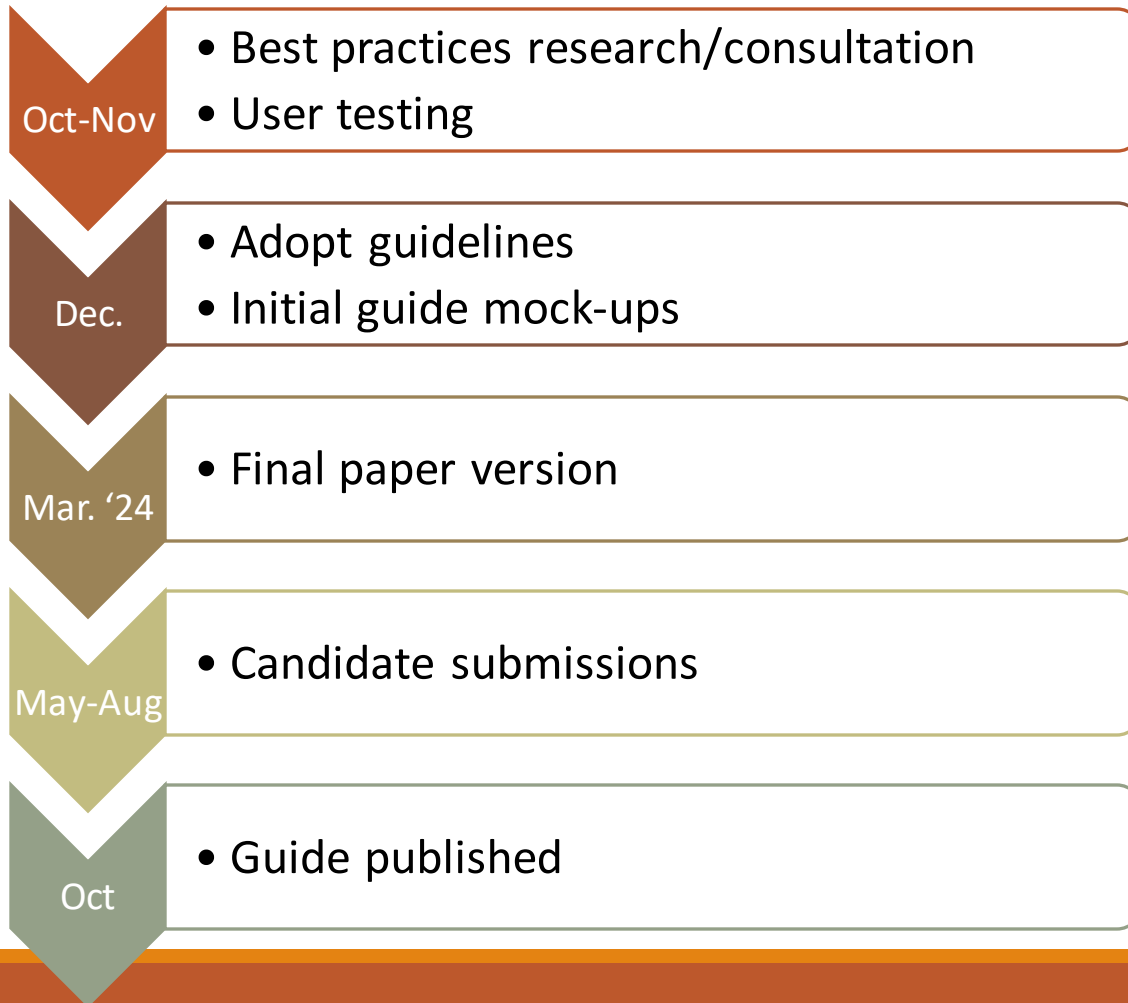 Oct-Nov
• Best practices research/consultation
• User testing
Dec.
• Adopt guidelines
• Initial guide mock-ups
Mar. ‘24
• Final paper version
May-Aug
• Candidate submissions
Oct
• Guide published